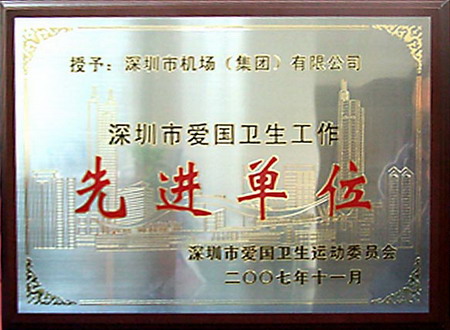 授予：深圳市机场（集团）有限公司
深圳市爱国卫生工作
先进单位
深圳市爱国卫生运动委员会
二〇〇七年十一月